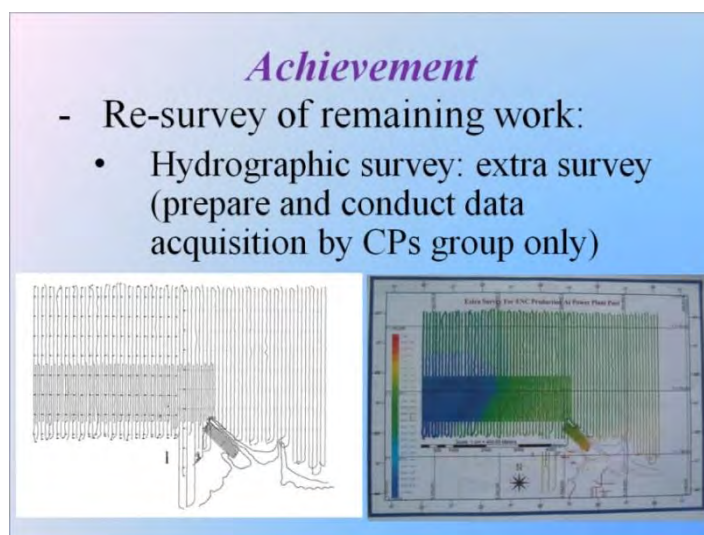 Achievement
- Re-survey of remaining work:
• Hydrographic survey: extra survey
(prepare and conduct data
acquisition by CPs group only)
Extra Survey For ENC Production At Power Plant Port